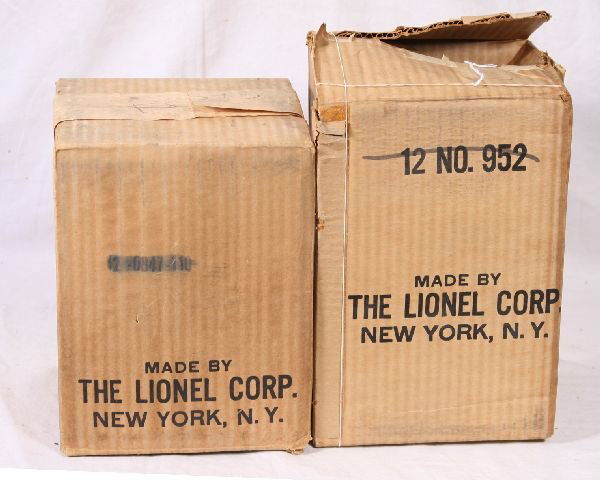 MADE BY
THE LIONEL CORP.
NEW YORK, N. Y.
12 NO. 952
MADE BY
THE LIONEL CORP.
NEW YORK, N. Y.